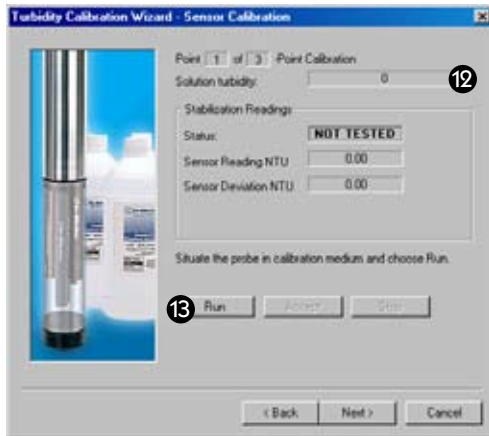 Turbidity Calibration Wizard - Sensor Calibration
Point 1 of 3 -Point Calibration
Solution turbidity: 0 12
Stabilization Readings
Status: NOT TESTED
Sensor Reading NTU 0.00
Sensor Deviation NTU 0.00
Situate the probe in calibration medium and choose Run.
13 Run Accept Stop
< Back Next > Cancel